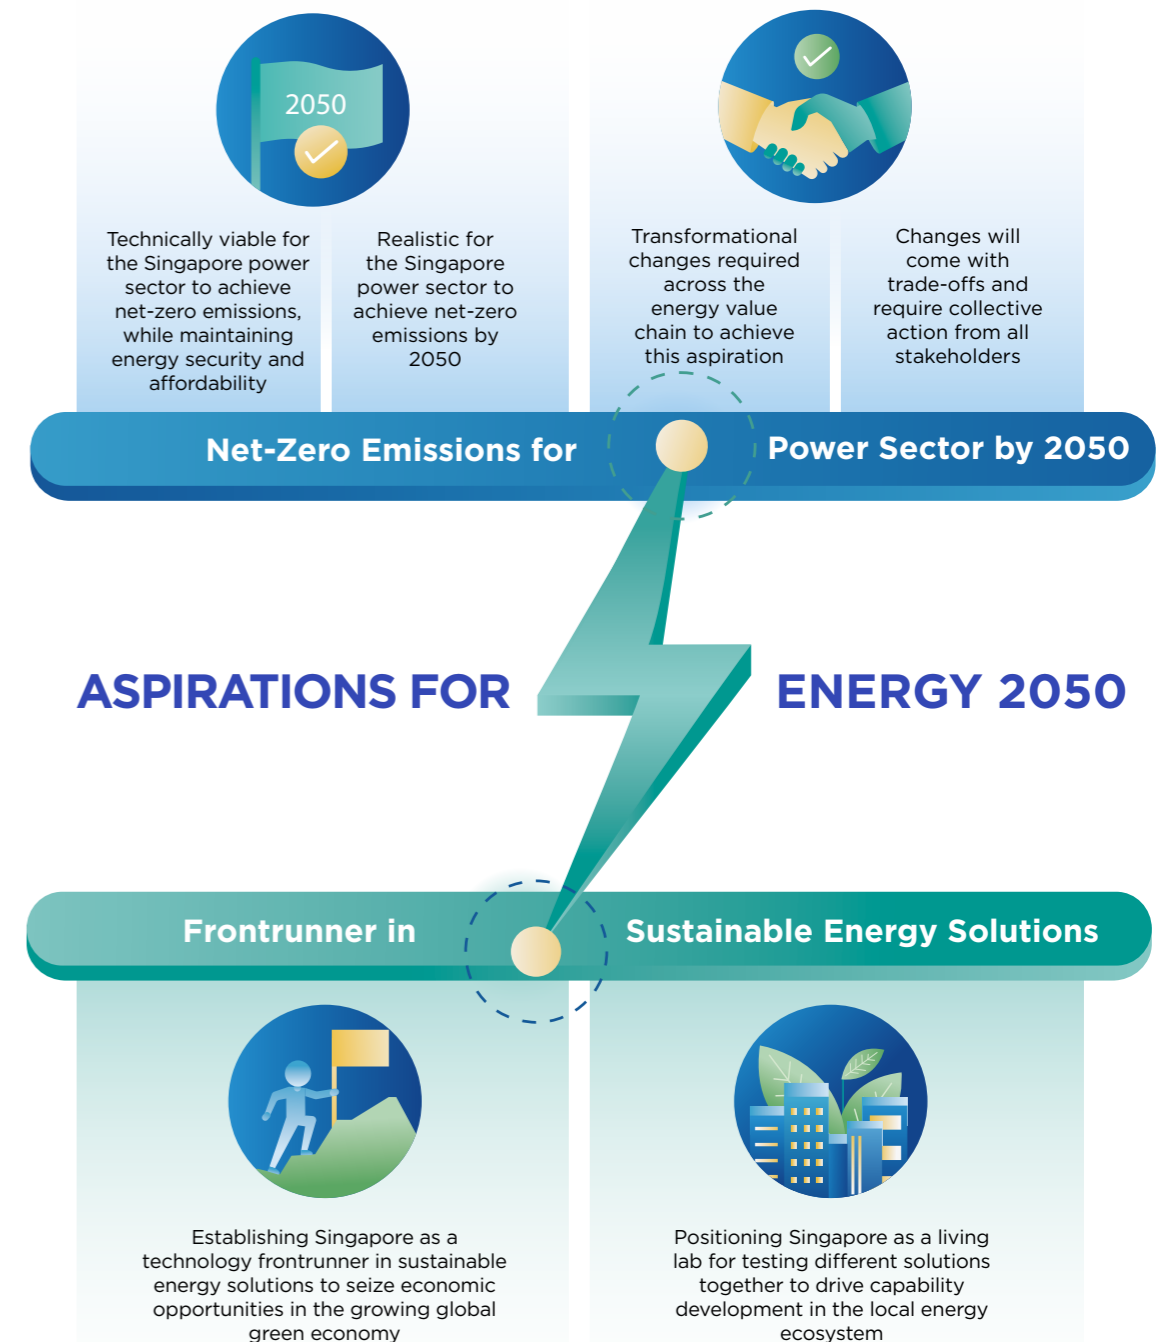 2050
Technically viable for
the Singapore power
sector to achieve
net-zero emissions,
while maintaining
energy security and
affordability
Realistic for
the Singapore
power sector to
achieve net-zero
emissions by
2050
Transformational
changes required
across the
energy value
chain to achieve
this aspiration
Changes will
come with
trade-offs and
require collective
action from all
stakeholders
Net-Zero Emissions for Power Sector by 2050
ASPIRATIONS FOR ENERGY 2050
Frontrunner in Sustainable Energy Solutions
Establishing Singapore as a
technology frontrunner in sustainable
energy solutions to seize economic
opportunities in the growing global
green economy
Positioning Singapore as a living
lab for testing different solutions
together to drive capability
development in the local energy
ecosystem